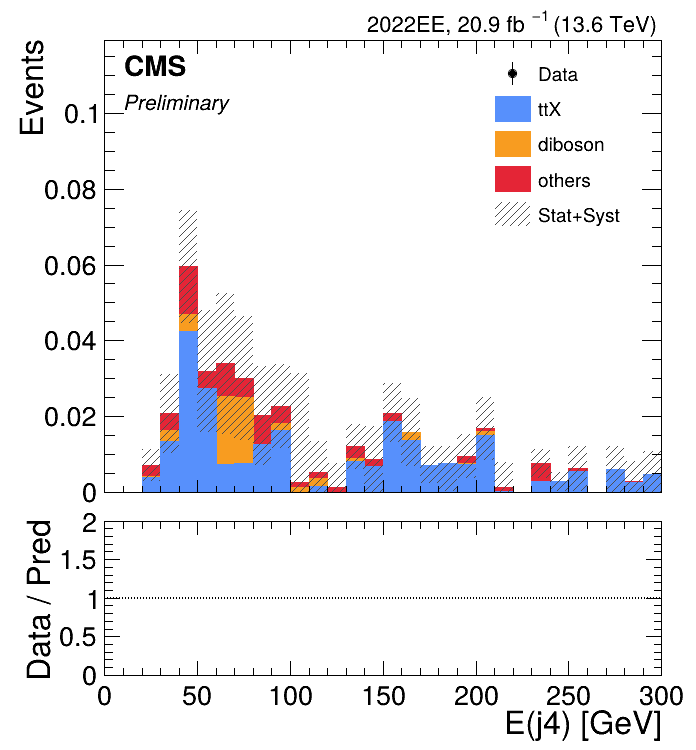 2022EE, 20.9 fb⁻¹ (13.6 TeV)
CMS
Preliminary
Data
ttX
diboson
others
Stat+Syst
Events
0.1
0.08
0.06
0.04
0.02
0
Data / Pred
2
1.5
1
0.5
0
0 50 100 150 200 250 300
E(j4) [GeV]